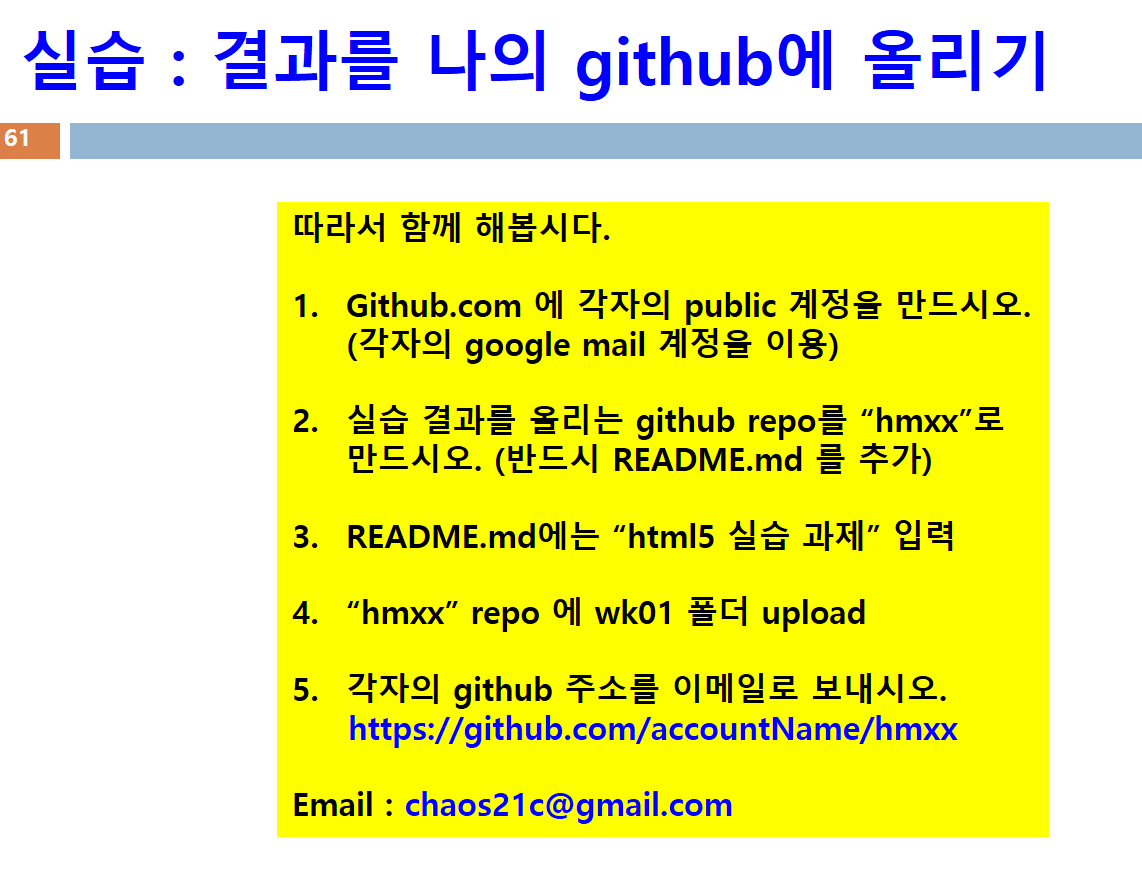 실습 : 결과를 나의 github에 올리기
61
따라서 함께 해봅시다.
1. Github.com 에 각자의 public 계정을 만드시오.
(각자의 google mail 계정을 이용)
2. 실습 결과를 올리는 github repo를 “hmxx”로
만드시오. (반드시 README.md 를 추가)
3. README.md에는 “html5 실습 과제” 입력
4. “hmxx” repo 에 wk01 폴더 upload
5. 각자의 github 주소를 이메일로 보내시오.
https://github.com/accountName/hmxx
Email : chaos21c@gmail.com